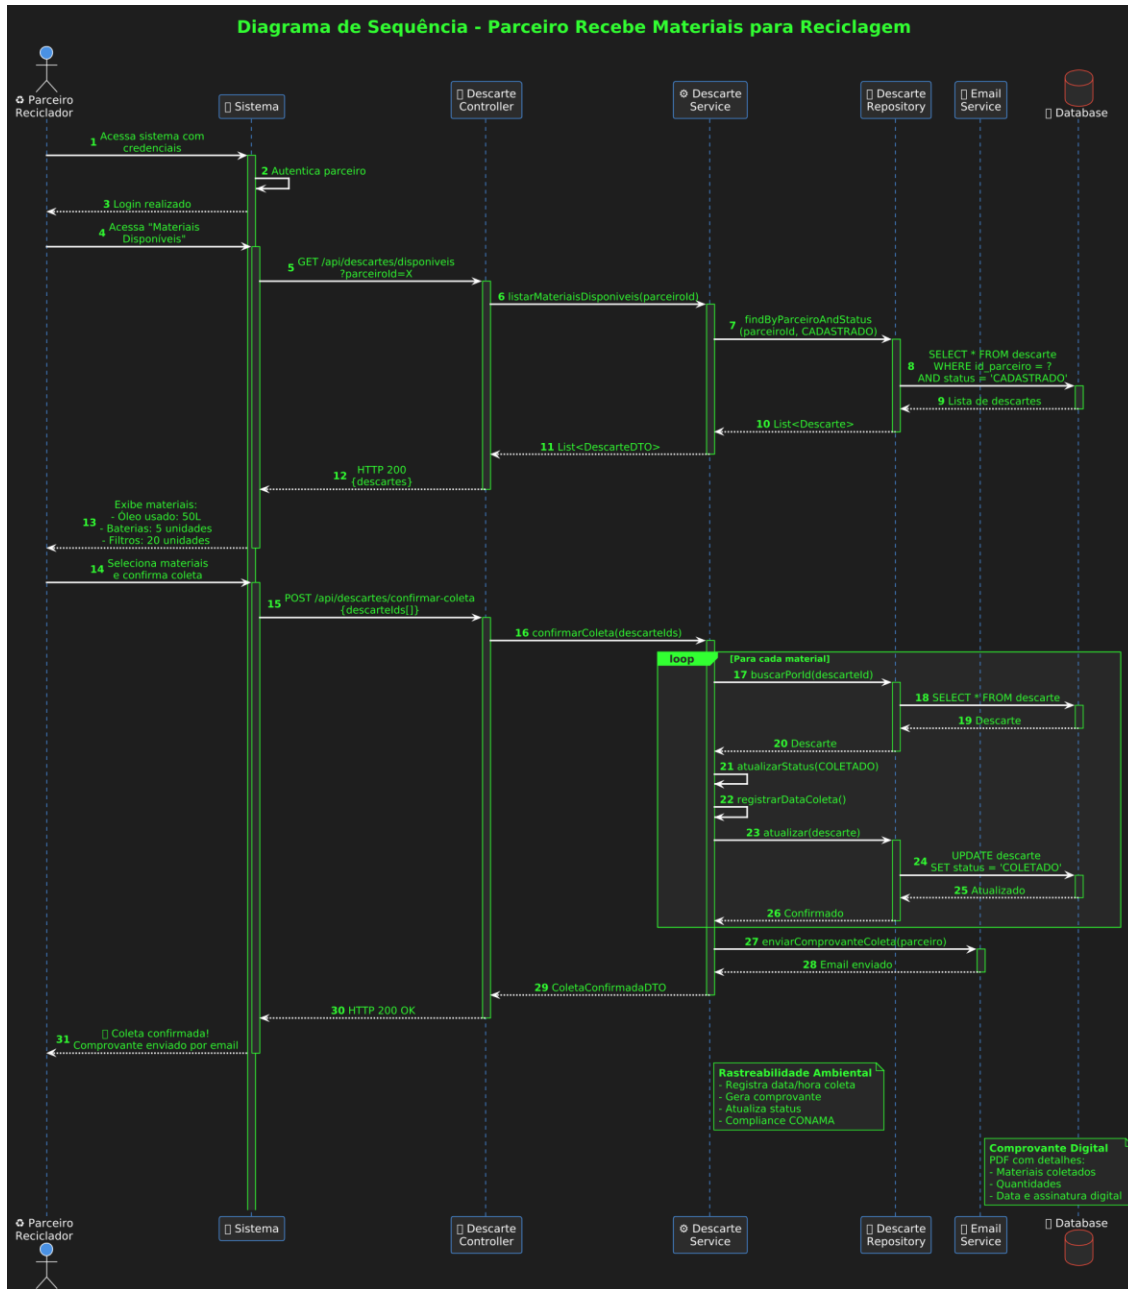 Diagrama de Sequência - Parceiro Recebe Materiais para Reciclagem
♻ Parceiro
Reciclador
Sistema
Descarte
Controller
⚙ Descarte
Service
Descarte
Repository
Email
Service
Database
1 Acessa sistema com
credenciais
2 Autentica parceiro
3 Login realizado
4 Acessa "Materiais
Disponíveis"
5 GET /api/descartes/disponiveis
?parceiroId=X
6 listarMateriaisDisponiveis(parceiroId)
7 findByParceiroAndStatus
(parceiroId, CADASTRADO)
8 SELECT * FROM descarte
WHERE id_parceiro = ?
AND status = 'CADASTRADO'
9 Lista de descartes
10 List<Descarte>
11 List<DescarteDTO>
12 HTTP 200
{descartes}
13 Exibe materiais:
- Óleo usado: 50L
- Baterias: 5 unidades
- Filtros: 20 unidades
14 Seleciona materiais
e confirma coleta
15 POST /api/descartes/confirmar-coleta
{descarteIds[]}
16 confirmarColeta(descarteIds)
loop [Para cada material]
17 buscarPorId(descarteId)
18 SELECT * FROM descarte
19 Descarte
20 Descarte
21 atualizarStatus(COLETADO)
22 registrarDataColeta()
23 atualizar(descarte)
24 UPDATE descarte
SET status = 'COLETADO'
25 Atualizado
26 Confirmado
27 enviarComprovanteColeta(parceiro)
28 Email enviado
29 ColetaConfirmadaDTO
30 HTTP 200 OK
31 Coleta confirmada!
Comprovante enviado por email
Rastreabilidade Ambiental
- Registra data/hora coleta
- Gera comprovante
- Atualiza status
- Compliance CONAMA
Comprovante Digital
PDF com detalhes:
- Materiais coletados
- Quantidades
- Data e assinatura digital
♻ Parceiro
Reciclador
Sistema
Descarte
Controller
⚙ Descarte
Service
Descarte
Repository
Email
Service
Database